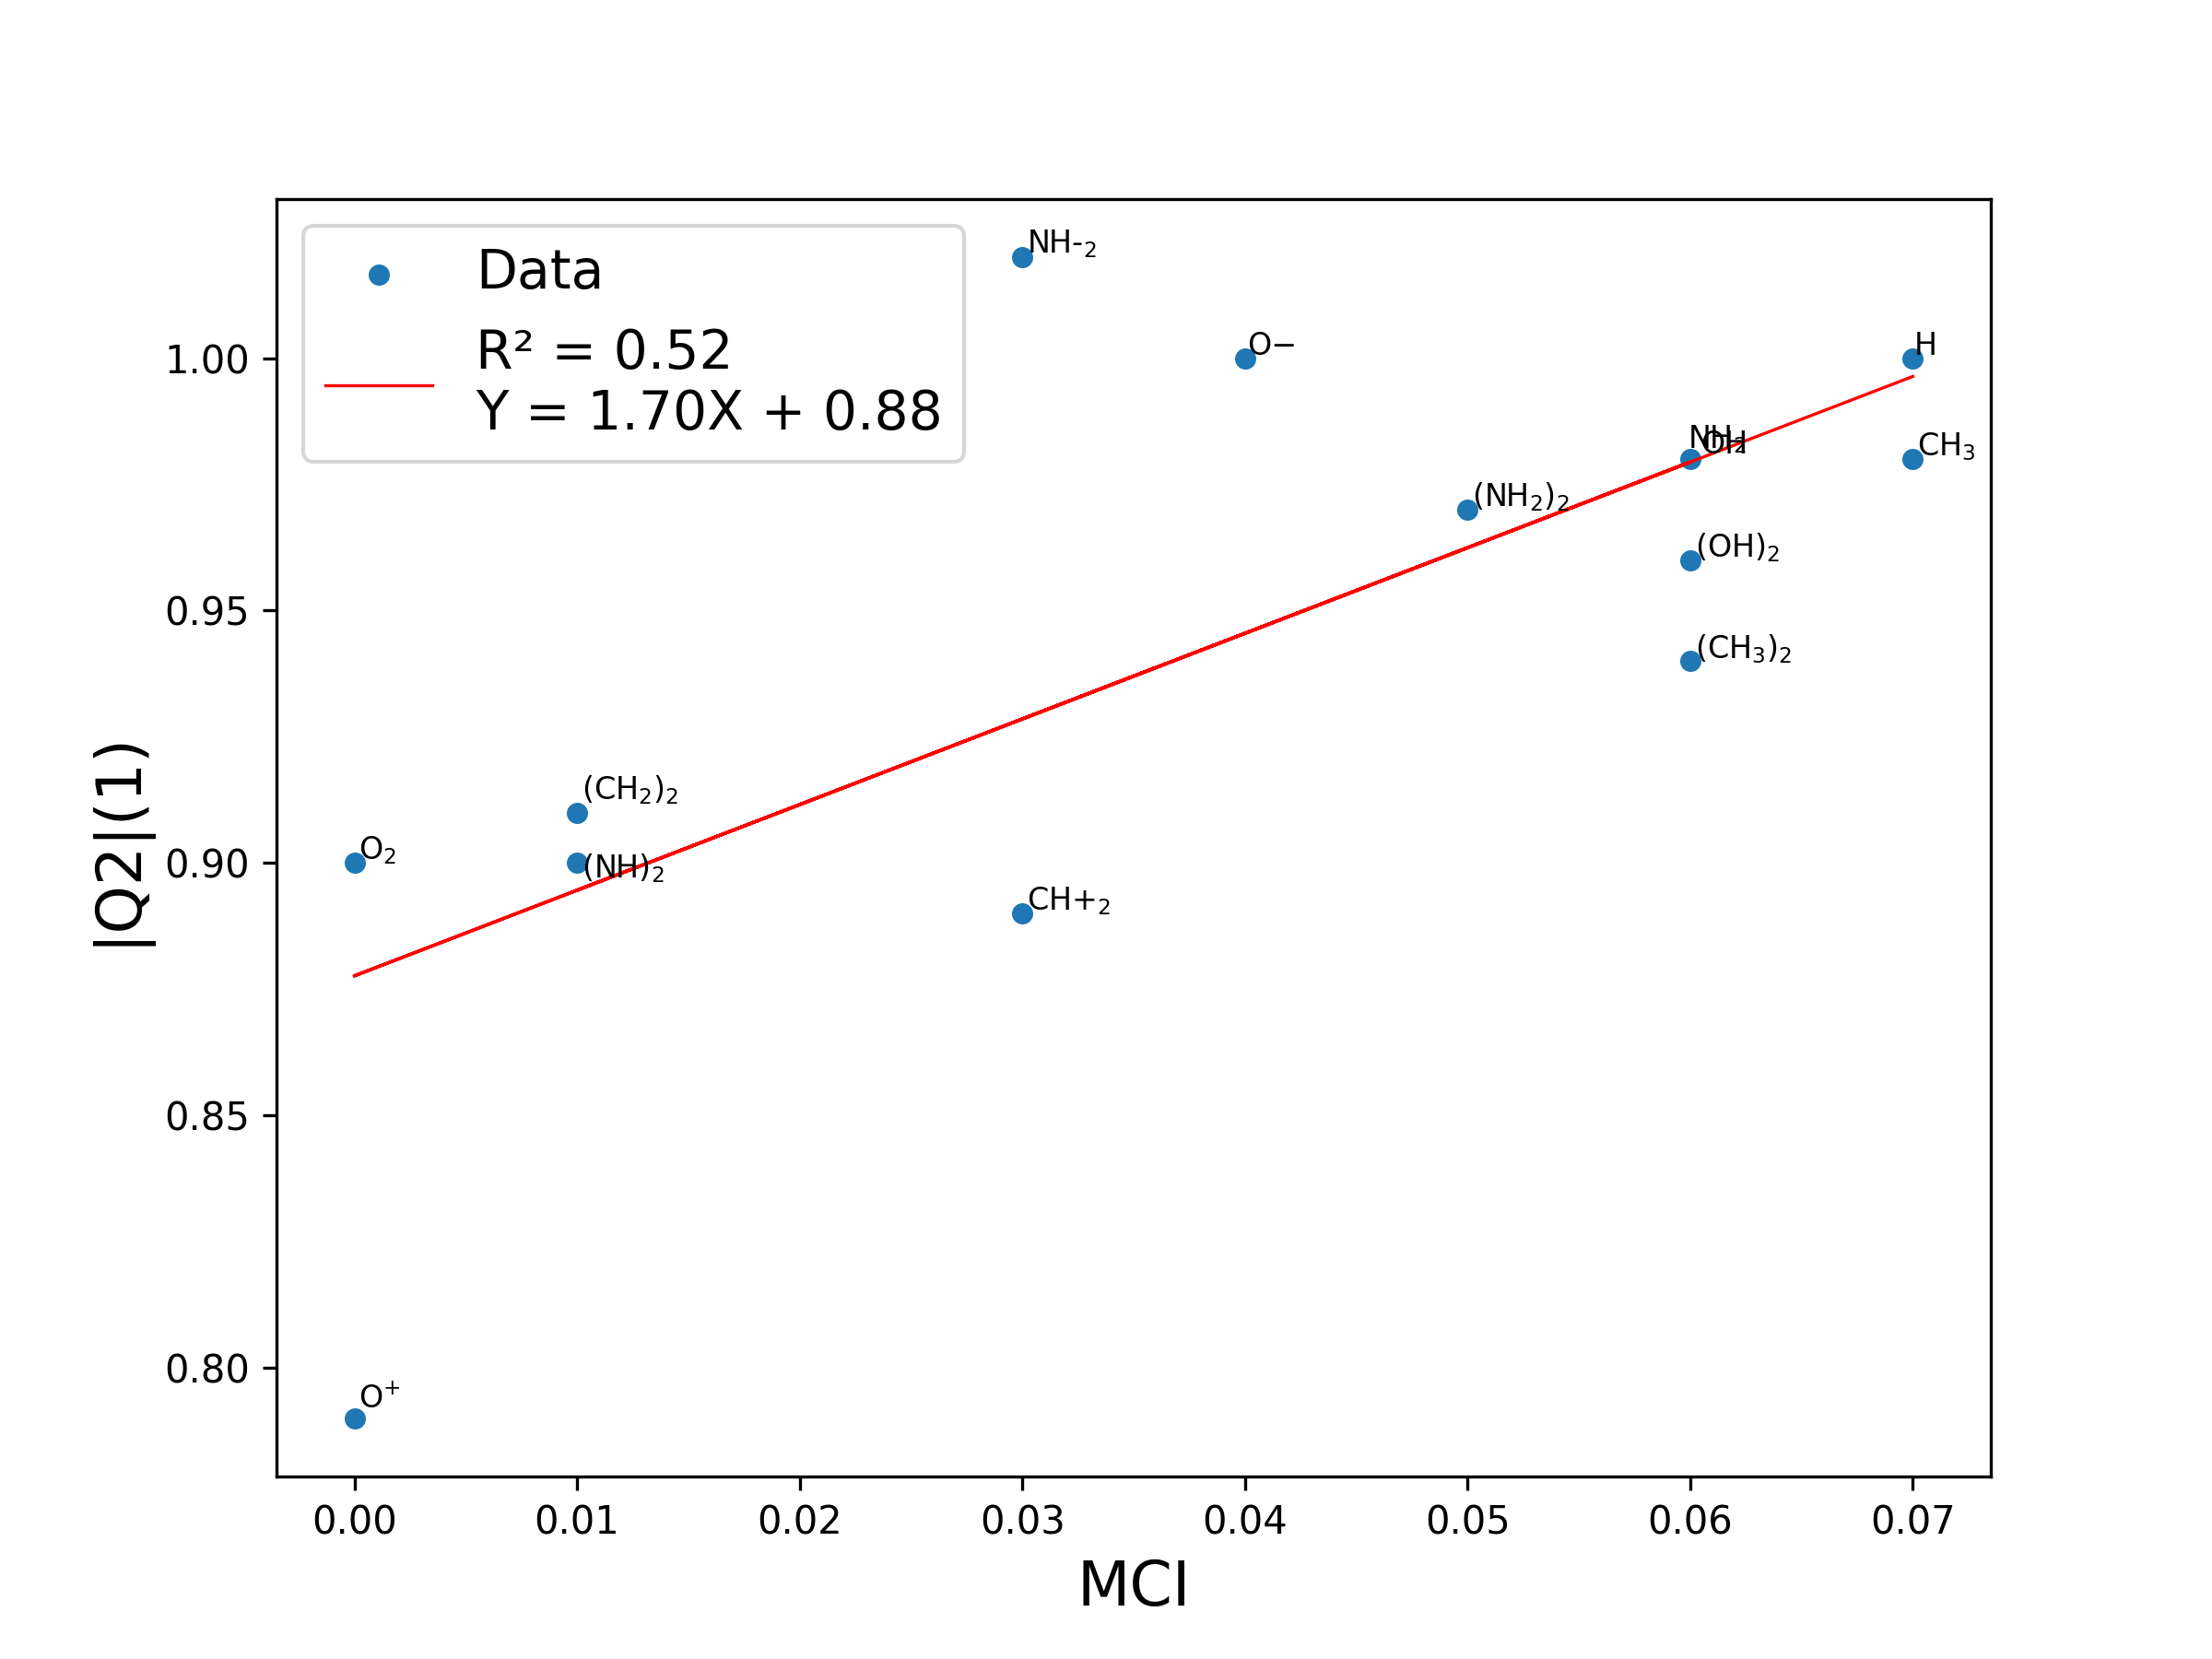 Data
R² = 0.52
Y = 1.70X + 0.88
NH-₂
O−
H
NH₂
OH
CH₃
(NH₂)₂
(OH)₂
(CH₃)₂
(CH₂)₂
O₂
(NH)₂
CH+₂
O⁺
1.00
0.95
0.90
0.85
0.80
|Q2|(1)
0.00 0.01 0.02 0.03 0.04 0.05 0.06 0.07
MCI